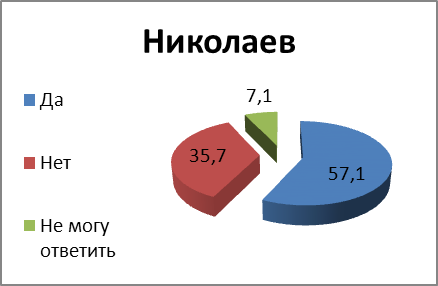 Николаев
Да
Нет
Не могу
ответить
7,1
35,7
57,1